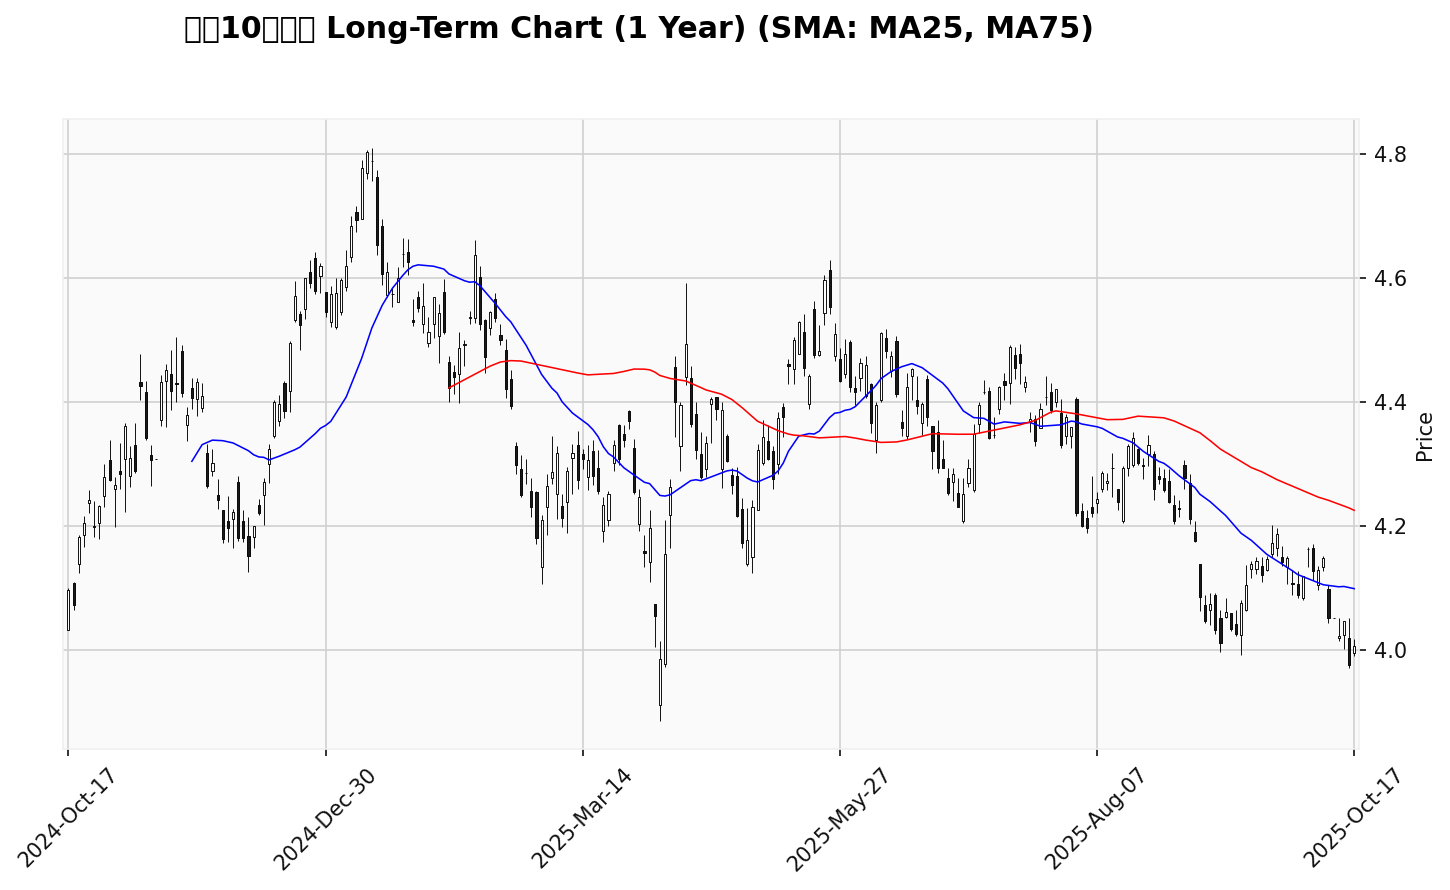 10 Long-Term Chart (1 Year) (SMA: MA25, MA75)
4.8
4.6
4.4
4.2
4.0
Price
2024-Oct-17
2024-Dec-30
2025-Mar-14
2025-May-27
2025-Aug-07
2025-Oct-17